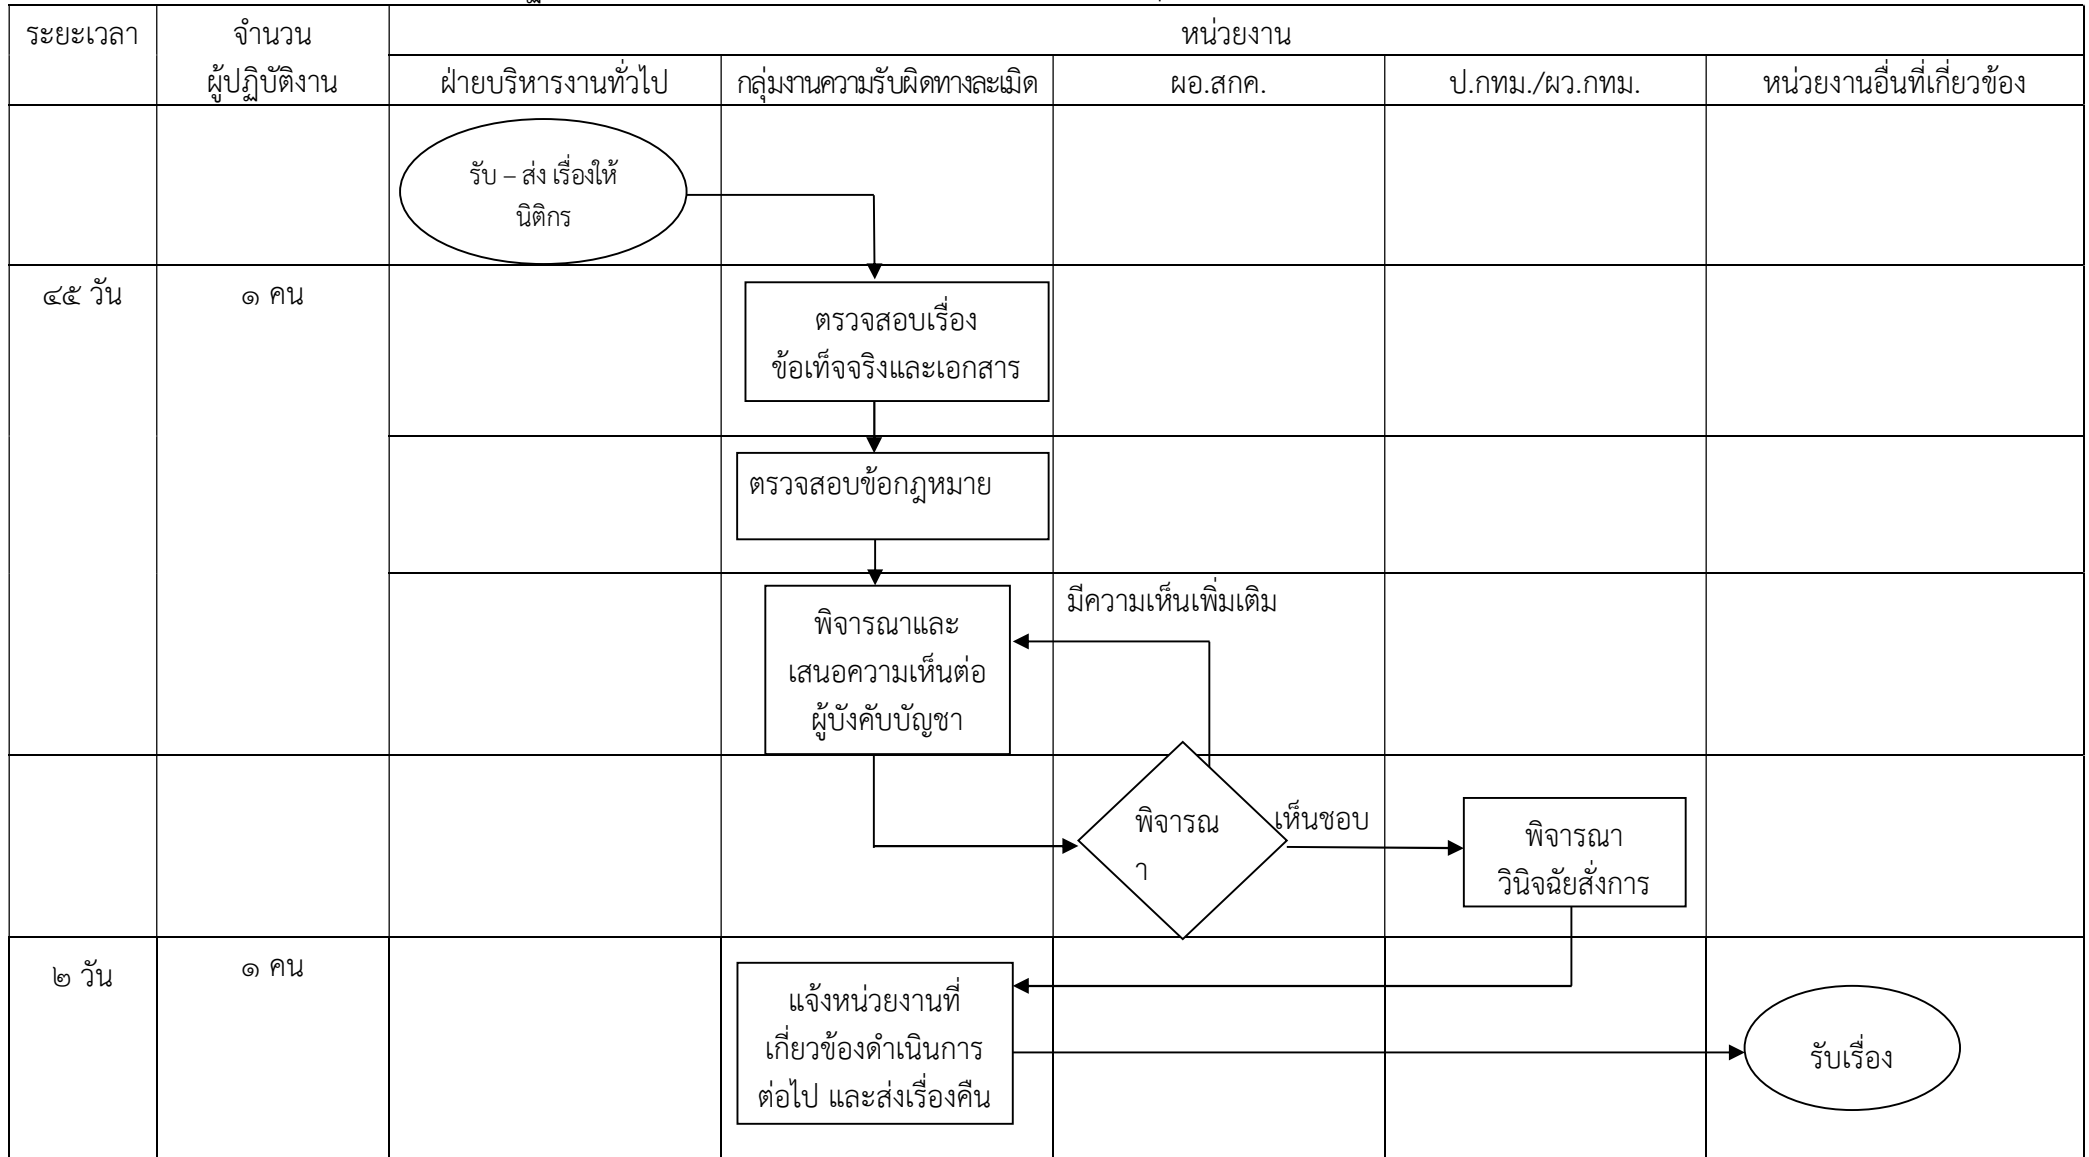 ระยะเวลา
จำนวน
ผู้ปฏิบัติงาน
หน่วยงาน
ฝ่ายบริหารงานทั่วไป
กลุ่มงานความรับผิดทางละเมิด
ผอ.สกค.
ป.กทม./ผว.กทม.
หน่วยงานอื่นที่เกี่ยวข้อง
รับ – ส่ง เรื่องให้
นิติกร
๔๕ วัน
๑ คน
ตรวจสอบเรื่อง
ข้อเท็จจริงและเอกสาร
ตรวจสอบข้อกฎหมาย
พิจารณาและ
เสนอความเห็นต่อ
ผู้บังคับบัญชา
มีความเห็นเพิ่มเติม
พิจารณ
า
เห็นชอบ
พิจารณา
วินิจฉัยสั่งการ
๒ วัน
๑ คน
แจ้งหน่วยงานที่
เกี่ยวข้องดำเนินการ
ต่อไป และส่งเรื่องคืน
รับเรื่อง